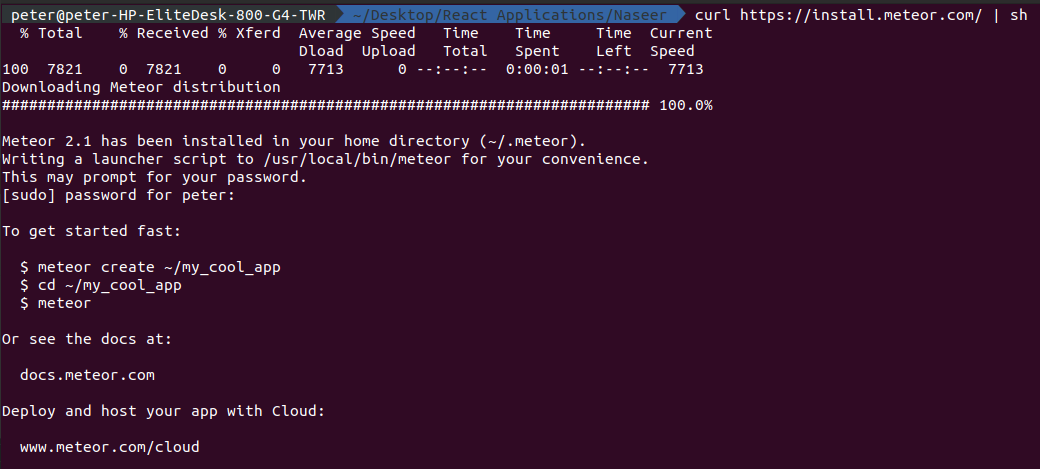 peter@peter-HP-EliteDesk-800-G4-TWR ~/Desktop/React Applications/Naseer curl https://install.meteor.com/ | sh
  % Total    % Received % Xferd  Average Speed   Time    Time     Time  Current
                                 Dload  Upload   Total   Spent    Left  Speed
100  7821    0  7821    0     0   7713      0 --:--:--  0:00:01 --:--:--  7713
Downloading Meteor distribution
######################################################################## 100.0%

Meteor 2.1 has been installed in your home directory (~/.meteor).
Writing a launcher script to /usr/local/bin/meteor for your convenience.
This may prompt for your password.
[sudo] password for peter:

To get started fast:

  $ meteor create ~/my_cool_app
  $ cd ~/my_cool_app
  $ meteor

Or see the docs at:

  docs.meteor.com

Deploy and host your app with Cloud:

  www.meteor.com/cloud